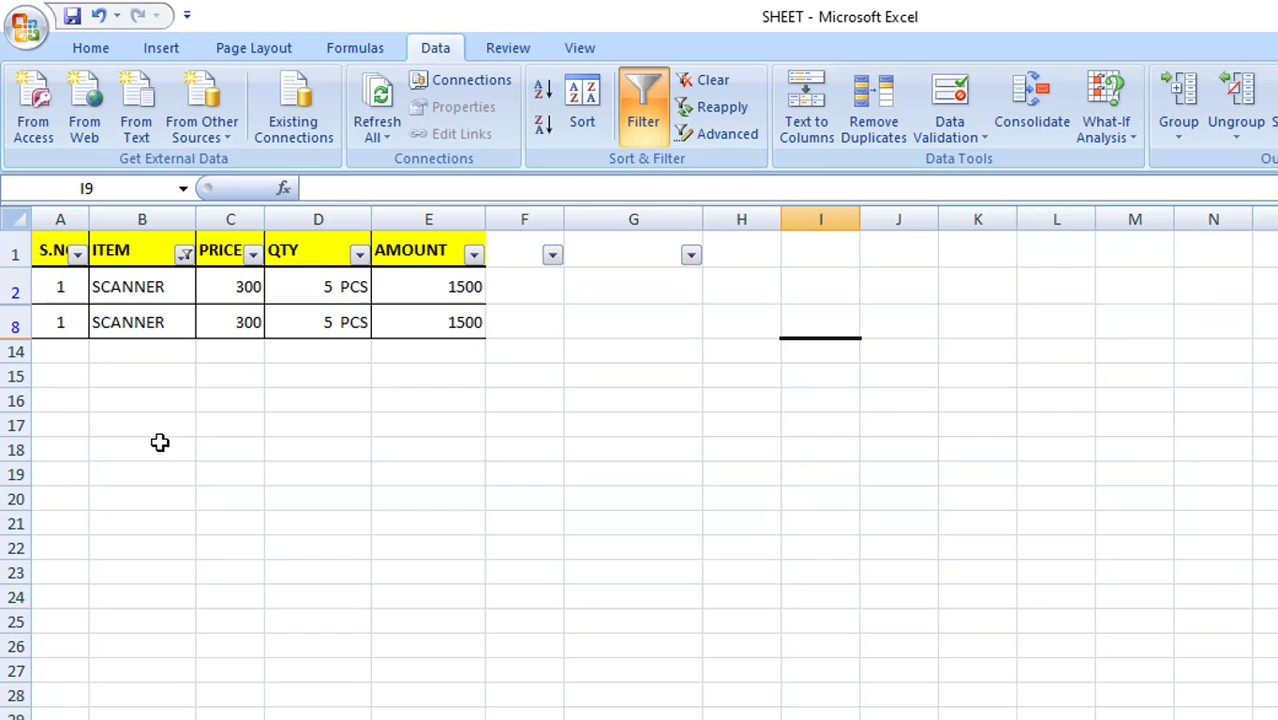 SHEET - Microsoft Excel
Home Insert Page Layout Formulas Data Review View
From Access
From Web
From Text
From Other Sources
Existing Connections
Get External Data
Refresh All
Connections
Properties
Edit Links
Connections
Sort
Filter
Clear
Reapply
Advanced
Sort & Filter
Text to Columns
Remove Duplicates
Data Validation
Consolidate
What-If Analysis
Data Tools
Group
Ungroup
I9 fx
A B C D E F G H I J K L M N
1 ITEM PRICE QTY AMOUNT
2 1 SCANNER 300 5 PCS 1500
8 1 SCANNER 300 5 PCS 1500
14
15
16
17
18
19
20
21
22
23
24
25
26
27
28